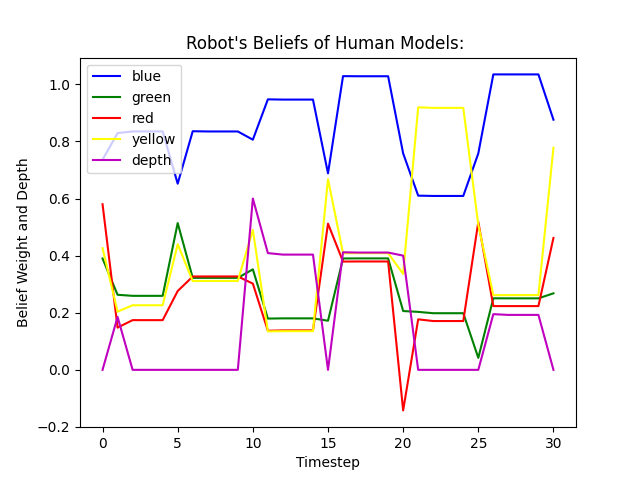 Robot's Beliefs of Human Models:
blue
green
red
yellow
depth
Belief Weight and Depth
1.0
0.8
0.6
0.4
0.2
0.0
−0.2
0 5 10 15 20 25 30
Timestep